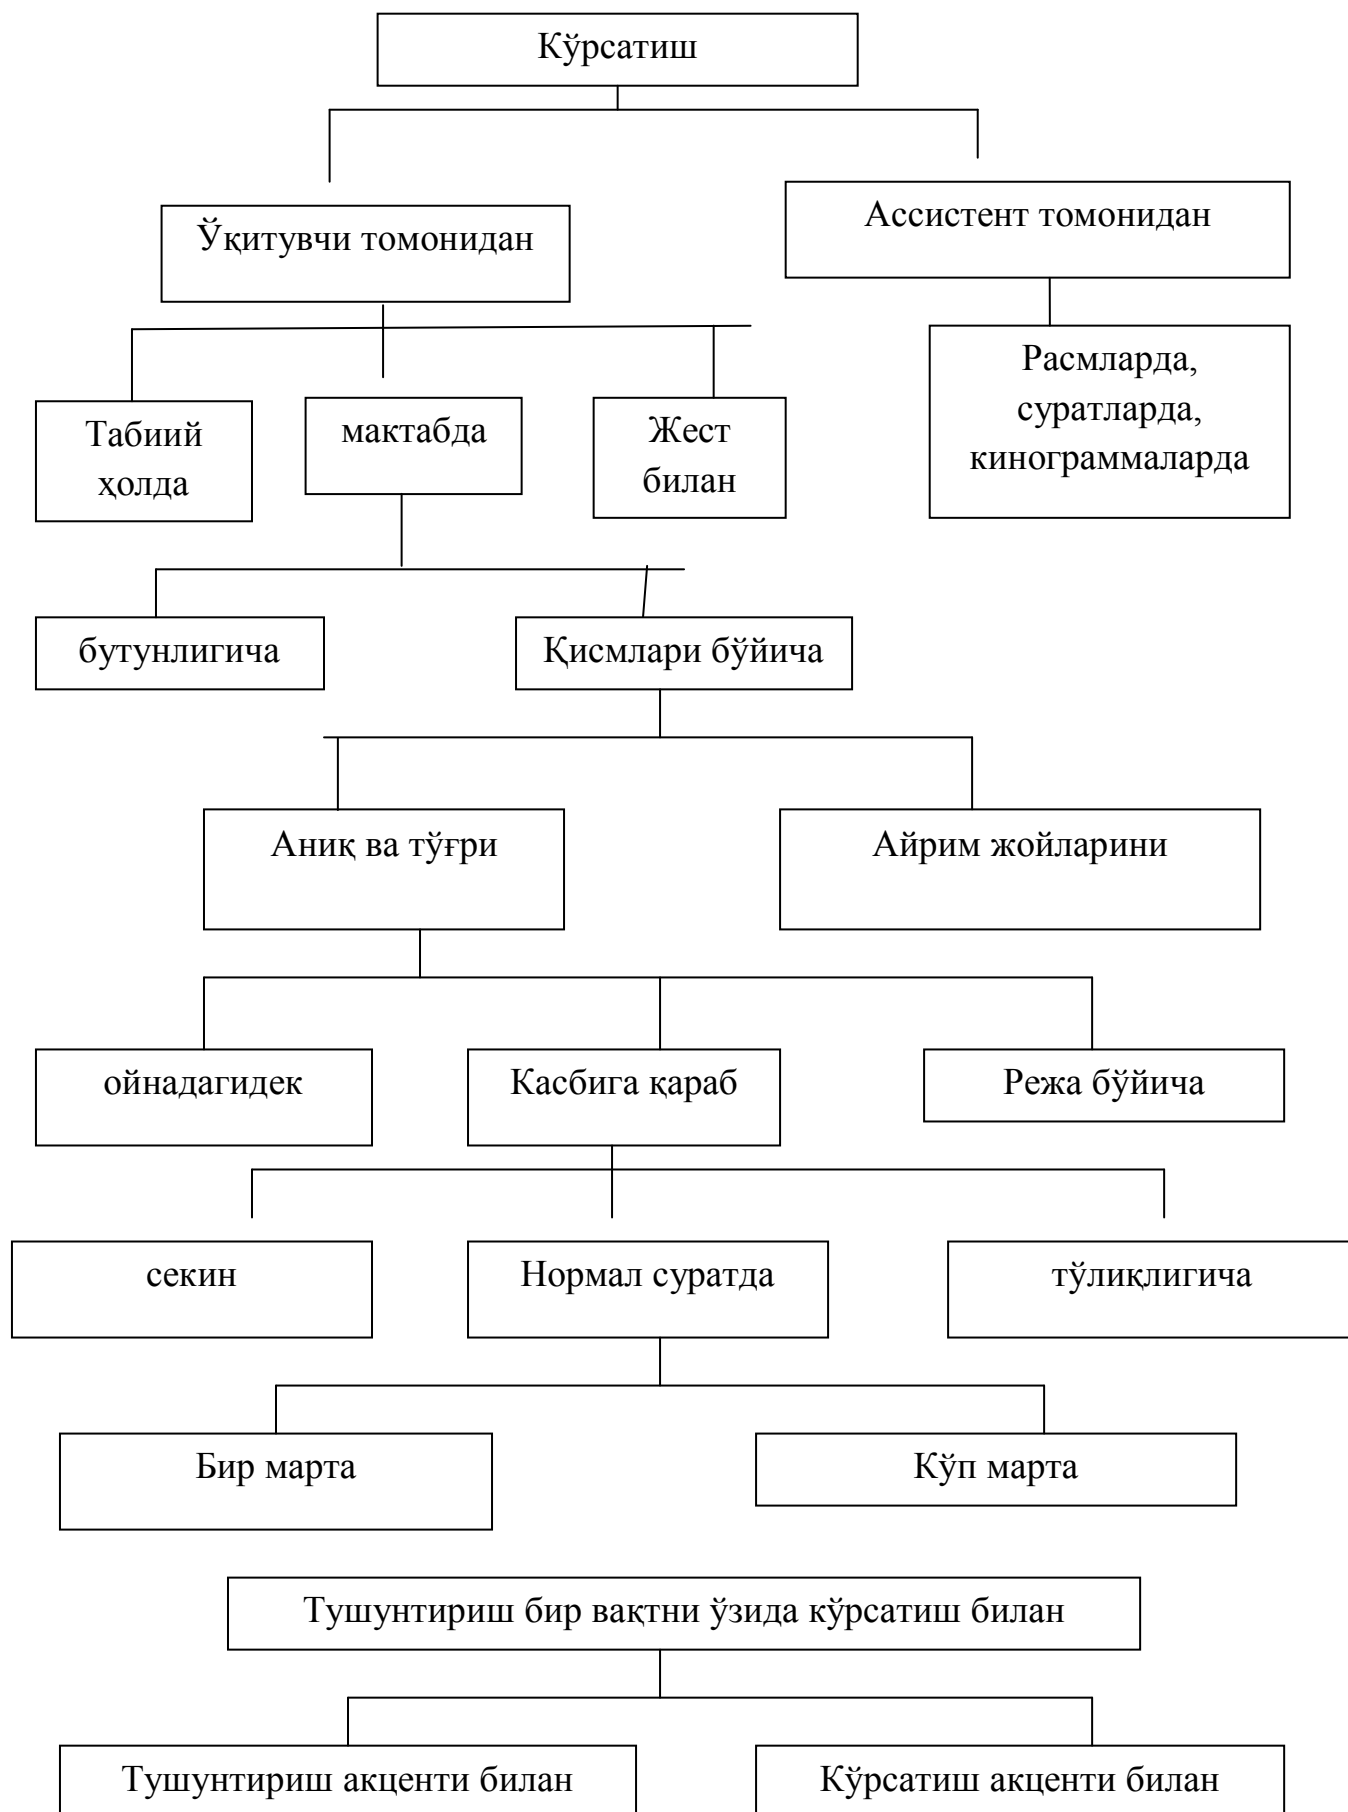 Кўрсатиш
Ўқитувчи томонидан
Ассистент томонидан
Табиий
ҳолда
мактабда
Жест
билан
Расмларда,
суратларда,
кинограммаларда
бутунлигича
Қисмлари бўйича
Аниқ ва тўғри
Айрим жойларини
ойнадагидек
Касбига қараб
Режа бўйича
секин
Нормал суратда
тўлиқлигича
Бир марта
Кўп марта
Тушунтириш бир вақтни ўзида кўрсатиш билан
Тушунтириш акценти билан
Кўрсатиш акценти билан